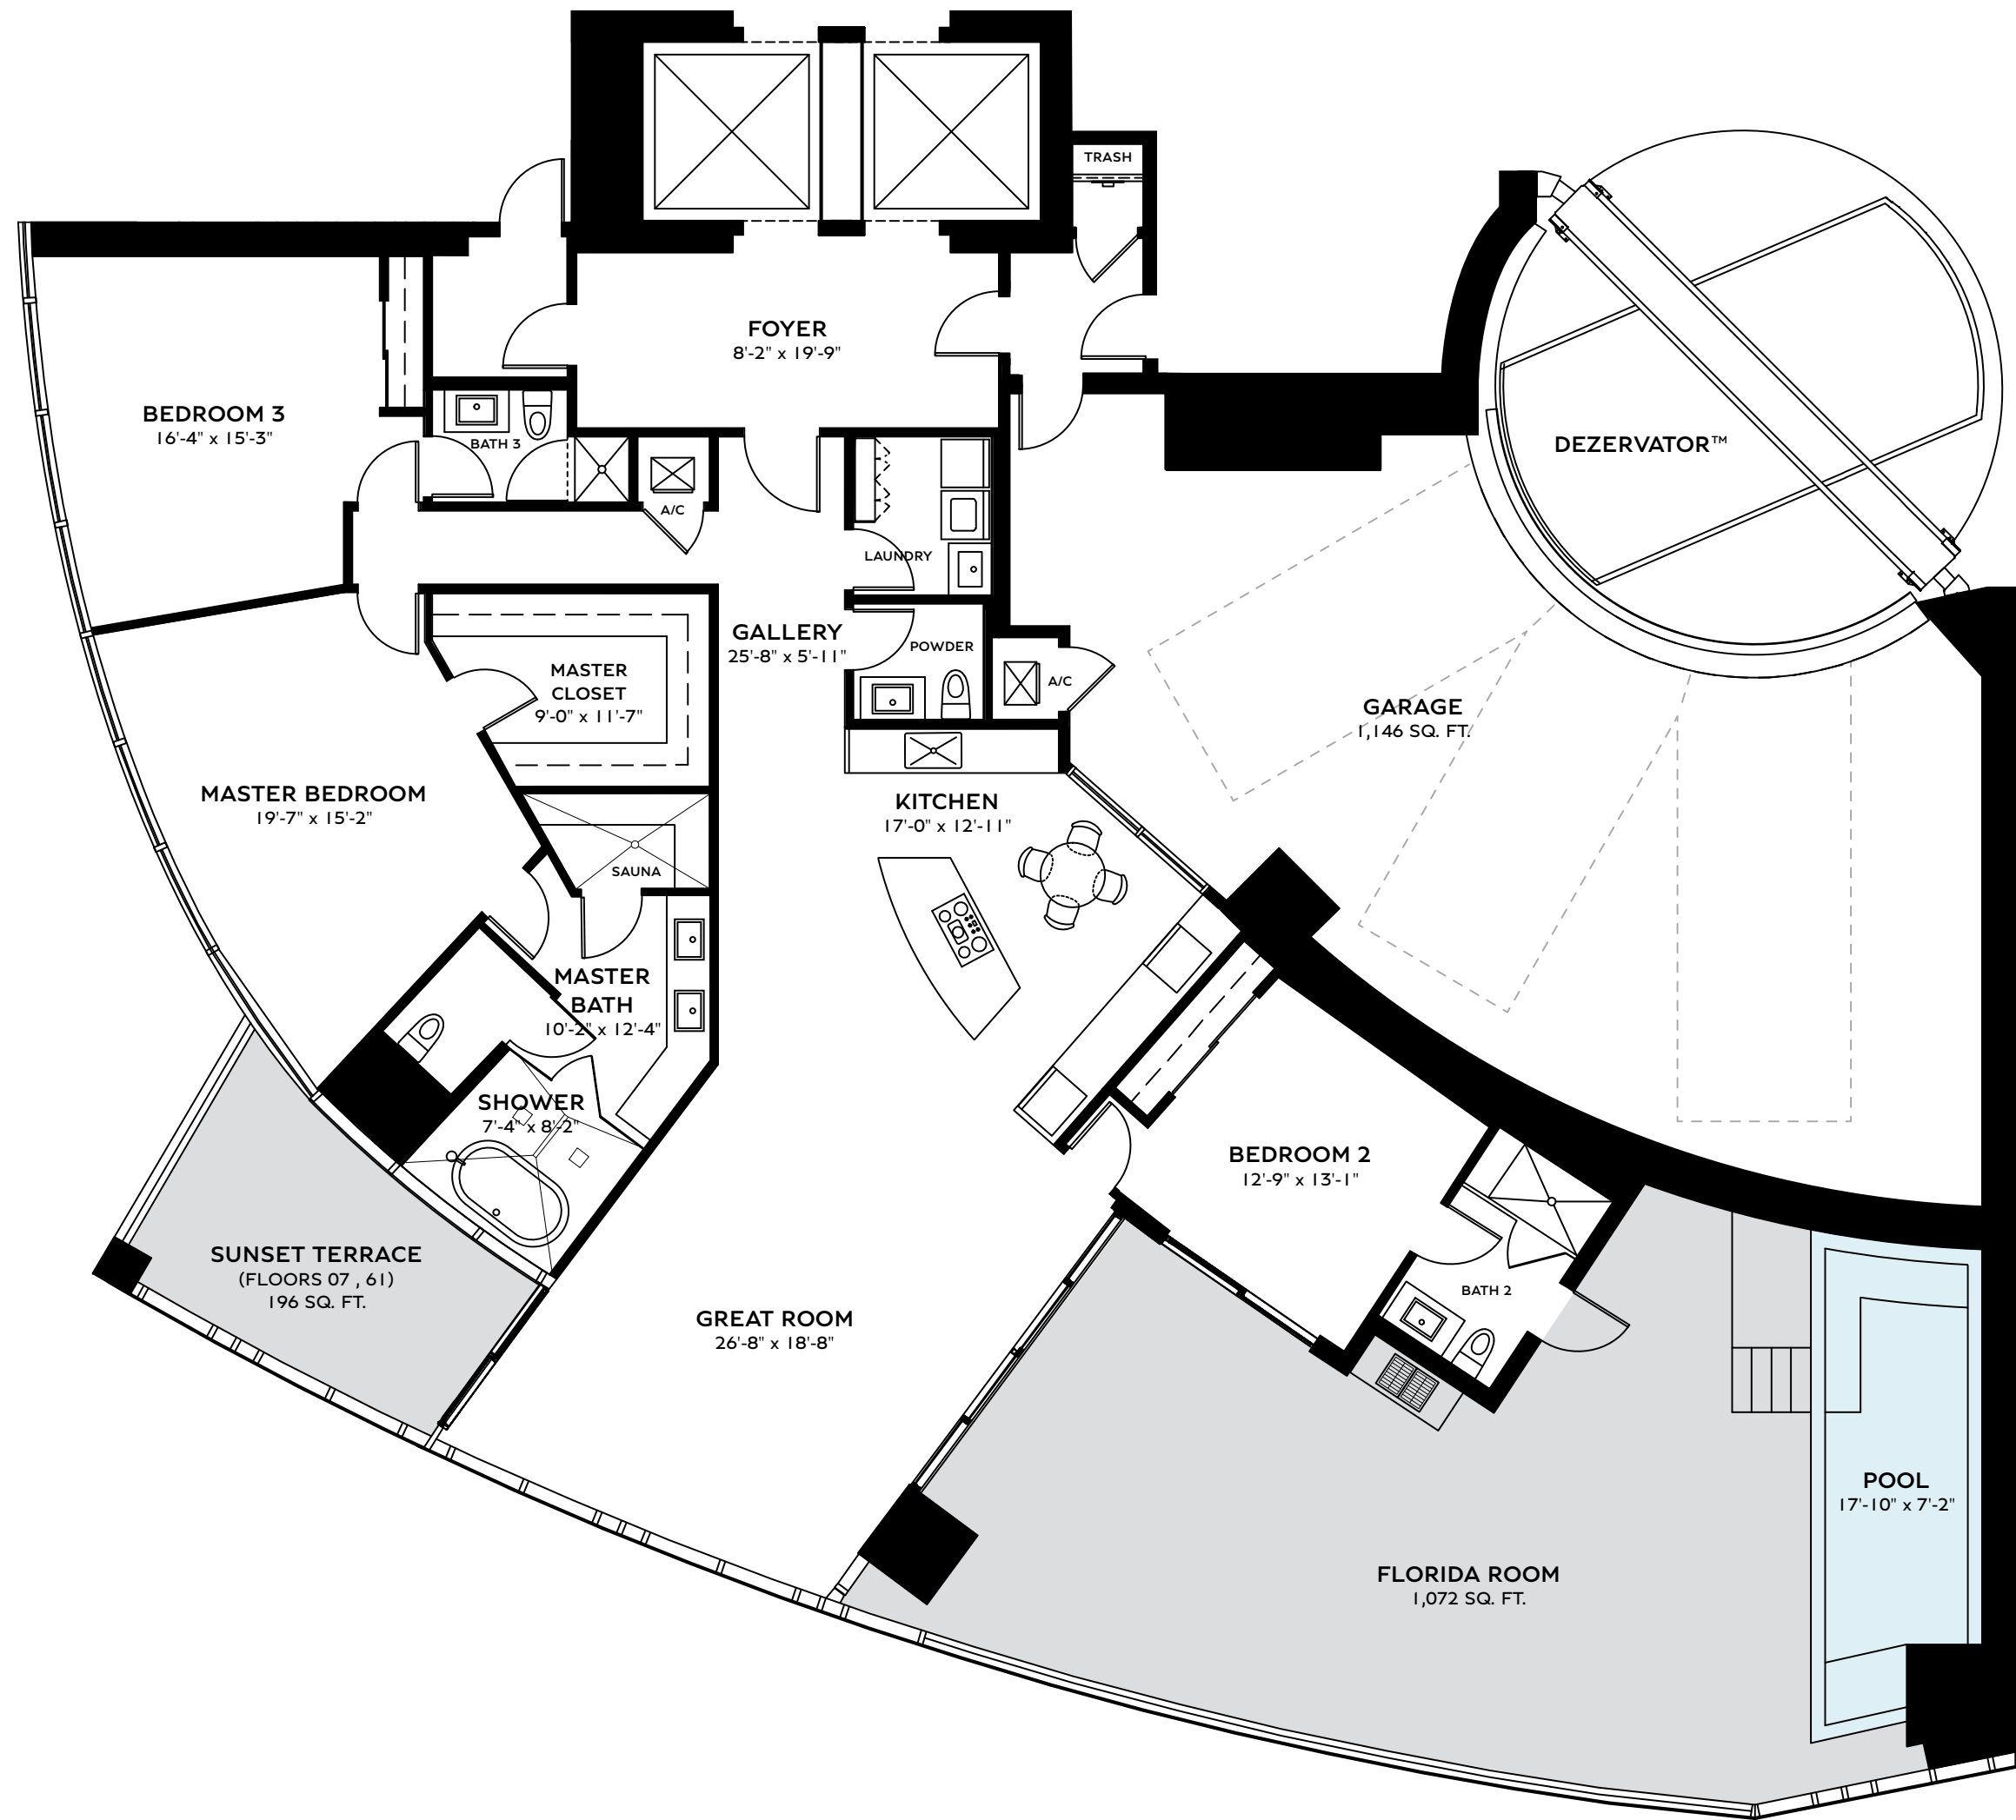 TRASH
FOYER
8'-2" x 19'-9"
BEDROOM 3
16'-4" x 15'-3"
BATH 3
DEZERVATOR™
A/C
LAUNDRY
GALLERY
25'-8" x 5'-11"
POWDER
MASTER
CLOSET
9'-0" x 11'-7"
A/C
GARAGE
1,146 SQ. FT.
MASTER BEDROOM
19'-7" x 15'-2"
KITCHEN
17'-0" x 12'-11"
SAUNA
MASTER
BATH
10'-2" x 12'-4"
SHOWER
7'-4" x 8'-2"
BEDROOM 2
12'-9" x 13'-1"
SUNSET TERRACE
(FLOORS 07 , 61)
196 SQ. FT.
BATH 2
GREAT ROOM
26'-8" x 18'-8"
POOL
17'-10" x 7'-2"
FLORIDA ROOM
1,072 SQ. FT.